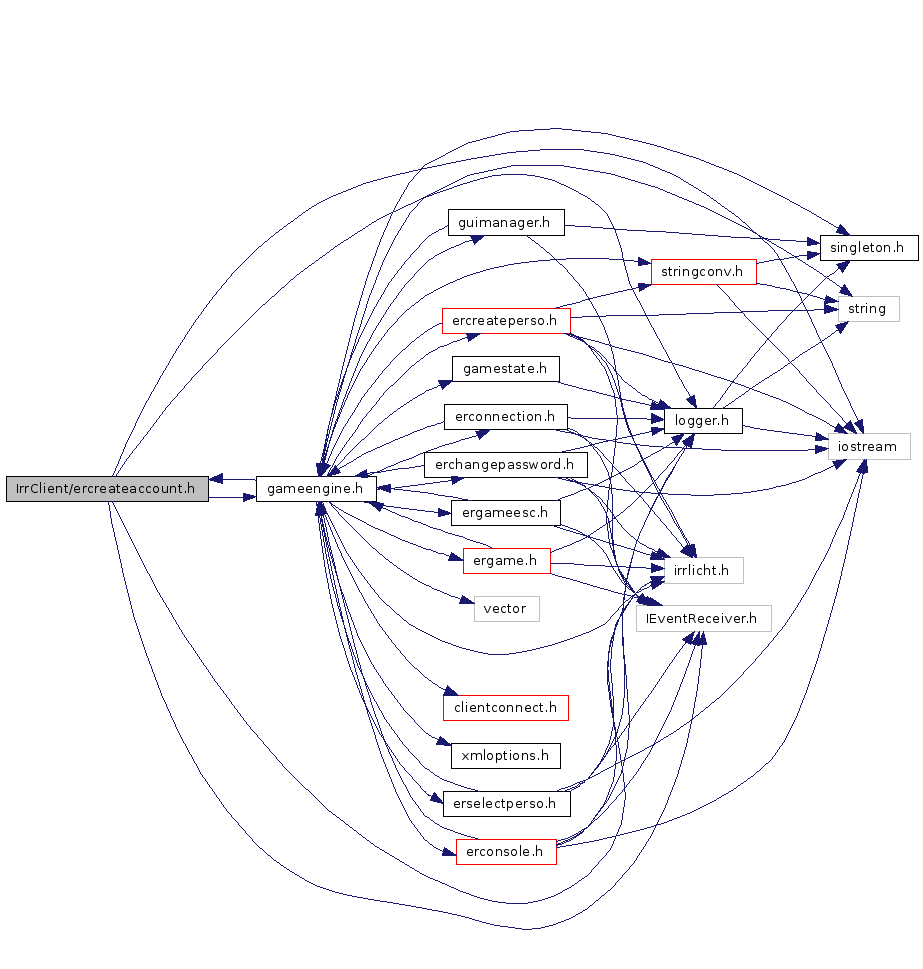 guimanager.h
singleton.h
stringconv.h
string
ercreateperso.h
gamestate.h
erconnection.h
logger.h
iostream
erchangepassword.h
IrrClient/ercreateaccount.h
gameengine.h
ergameesc.h
ergame.h
irrlicht.h
vector
IEventReceiver.h
clientconnect.h
xmloptions.h
erselectperso.h
erconsole.h